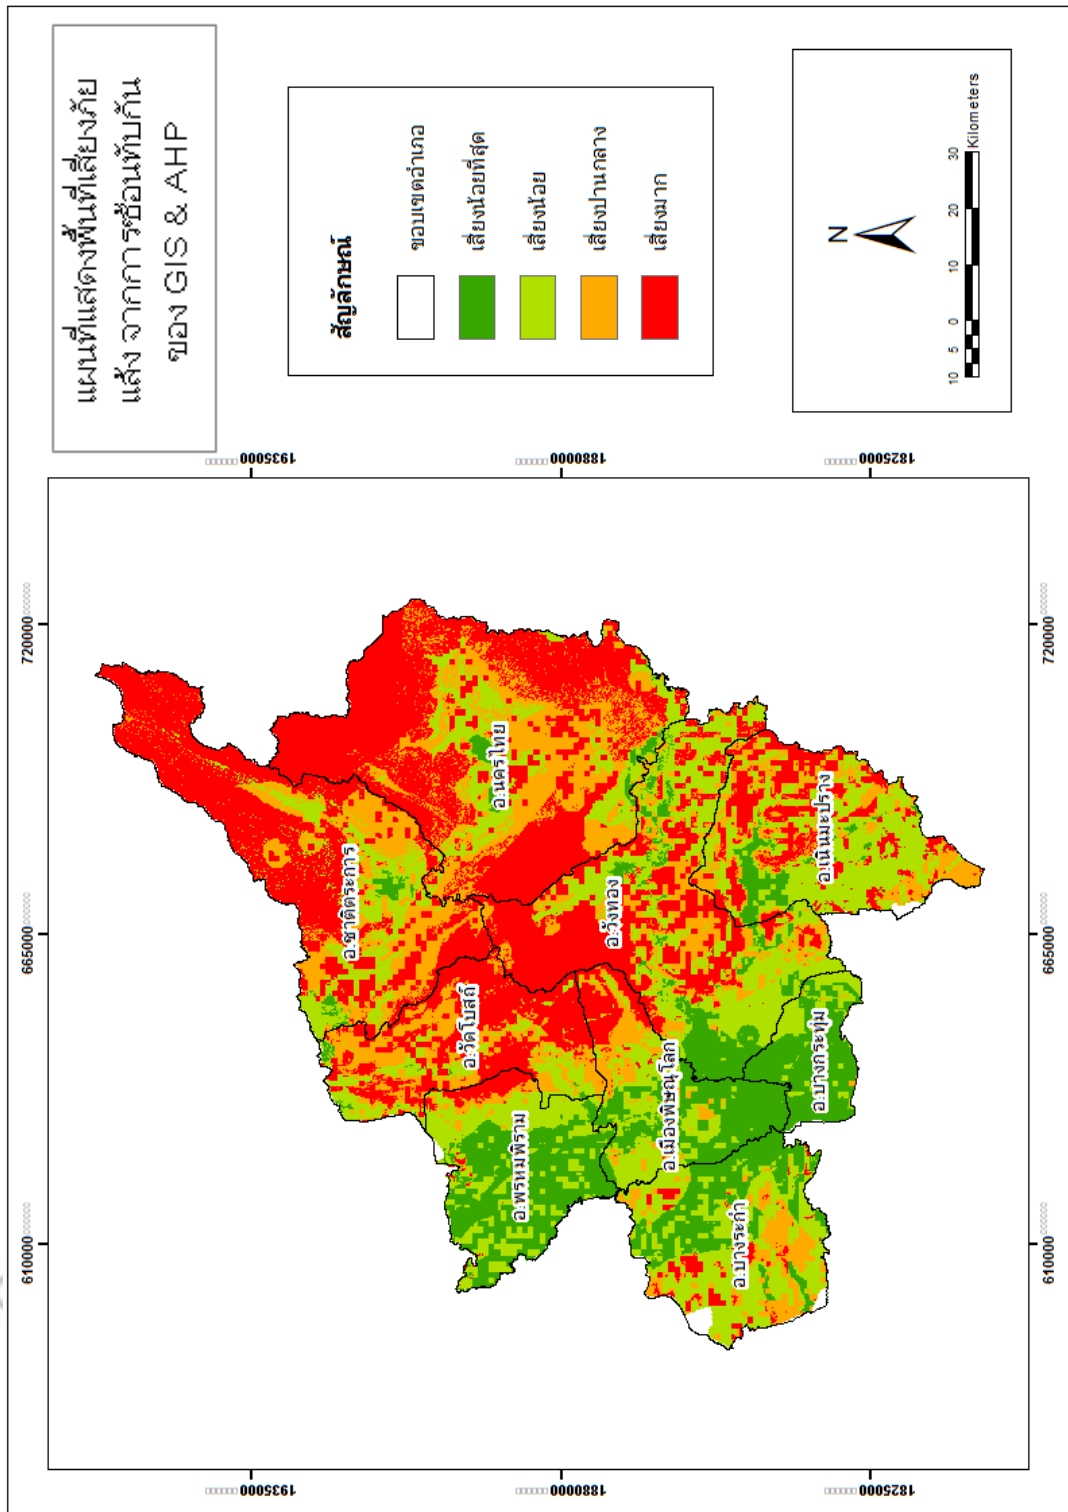 แผนที่แสดงพื้นที่เสี่ยงภัย
แล้ง จากการซ้อนทับกัน
ของ GIS & AHP
สัญลักษณ์
ขอบเขตอำเภอ
เสี่ยงน้อยที่สุด
เสี่ยงน้อย
เสี่ยงปานกลาง
เสี่ยงมาก
N
10 5 0 10 20 30
Kilometers
610000
665000
720000
1935000
1880000
1825000
อ.ชาติตระการ
อ.นครไทย
อ.วัดโบสถ์
อ.พรหมพิราม
อ.วังทอง
อ.เมืองพิษณุโลก
อ.บางระกำ
อ.บางกระทุ่ม
อ.เนินมะปราง
1935000
1880000
1825000
610000
665000
720000